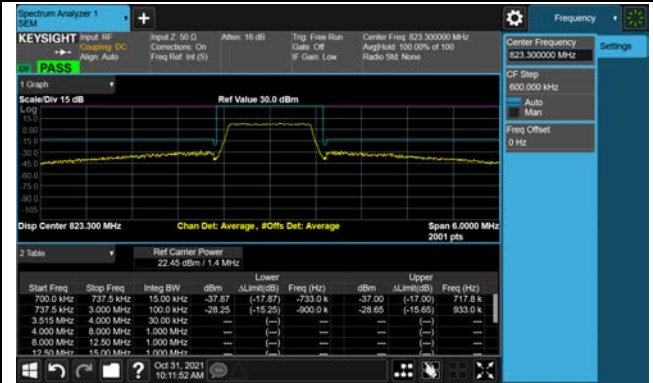 Spectrum Analyzer 1
SEM
+
Frequency
KEYSIGHT
Input: RF
Coupling: DC
Align: Auto
Input Z: 50 Ω
Corrections: On
Freq Ref: Int (S)
Atten: 16 dB
Trig: Free Run
Gate: Off
IF Gain: Low
Center Freq: 823.300000 MHz
Avg|Hold: 100.00% of 100
Radio Std: None
PASS
Center Frequency
823.300000 MHz
Settings
CF Step
600.000 kHz
Auto
Man
Freq Offset
0 Hz
1 Graph
Scale/Div 15 dB
Ref Value 30.0 dBm
Log
15.0
0.00
-15.0
-30.0
-45.0
-60.0
-75.0
-90.0
-105
Disp Center 823.300 MHz
Chan Det: Average, #Offs Det: Average
Span 6.0000 MHz
2001 pts
2 Table
Ref Carrier Power
22.45 dBm / 1.4 MHz
Lower Upper
Start Freq Stop Freq Integ BW dBm ΔLimit(dB) Freq (Hz) dBm ΔLimit(dB) Freq (Hz)
700.0 kHz 737.5 kHz 15.00 kHz -37.87 (-17.87) -733.0 k -37.00 (-17.00) 717.8 k
737.5 kHz 3.000 MHz 100.0 kHz -28.25 (-15.25) -900.0 k -28.65 (-15.65) 933.0 k
3.515 MHz 4.000 MHz 30.00 kHz --- (---) --- --- (---) ---
4.000 MHz 8.000 MHz 1.000 MHz --- (---) --- --- (---) ---
8.000 MHz 12.50 MHz 1.000 MHz --- (---) --- --- (---) ---
12.50 MHz 15.00 MHz 1.000 MHz --- (---) --- --- (---) ---
?
Oct 31, 2021
10:11:52 AM